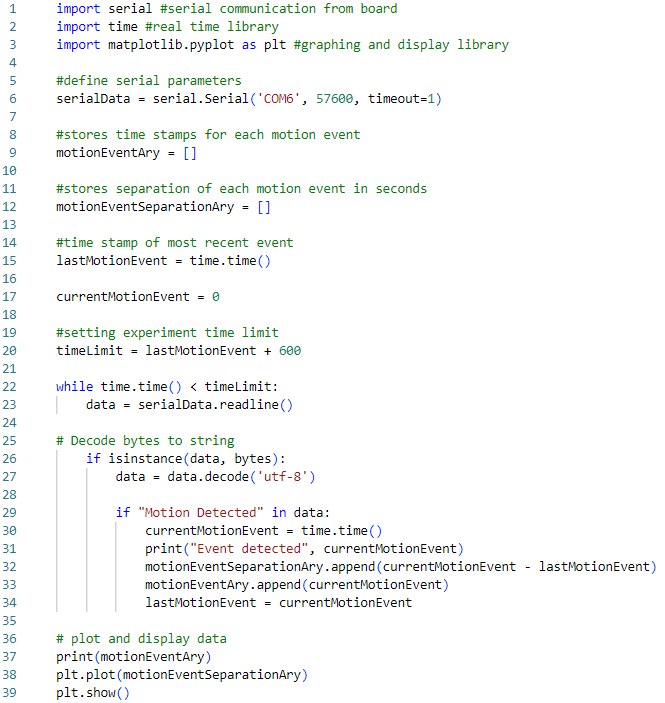 1 import serial #serial communication from board
2 import time #real time library
3 import matplotlib.pyplot as plt #graphing and display library
4
5 #define serial parameters
6 serialData = serial.Serial('COM6', 57600, timeout=1)
7
8 #stores time stamps for each motion event
9 motionEventAry = []
10
11 #stores separation of each motion event in seconds
12 motionEventSeparationAry = []
13
14 #time stamp of most recent event
15 lastMotionEvent = time.time()
16
17 currentMotionEvent = 0
18
19 #setting experiment time limit
20 timeLimit = lastMotionEvent + 600
21
22 while time.time() < timeLimit:
23     data = serialData.readline()
24
25 # Decode bytes to string
26     if isinstance(data, bytes):
27         data = data.decode('utf-8')
28
29         if "Motion Detected" in data:
30             currentMotionEvent = time.time()
31             print("Event detected", currentMotionEvent)
32             motionEventSeparationAry.append(currentMotionEvent - lastMotionEvent)
33             motionEventAry.append(currentMotionEvent)
34             lastMotionEvent = currentMotionEvent
35
36 # plot and display data
37 print(motionEventAry)
38 plt.plot(motionEventSeparationAry)
39 plt.show()